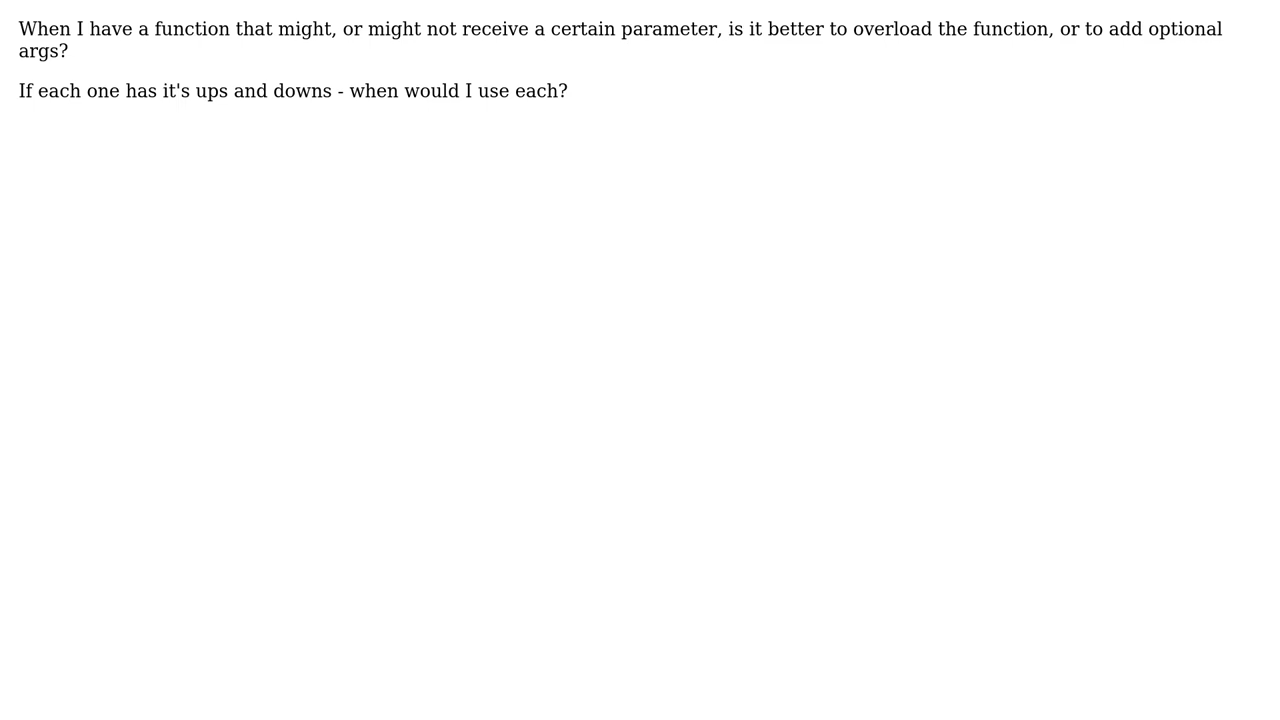 When I have a function that might, or might not receive a certain parameter, is it better to overload the function, or to add optional
args?
If each one has it's ups and downs - when would I use each?